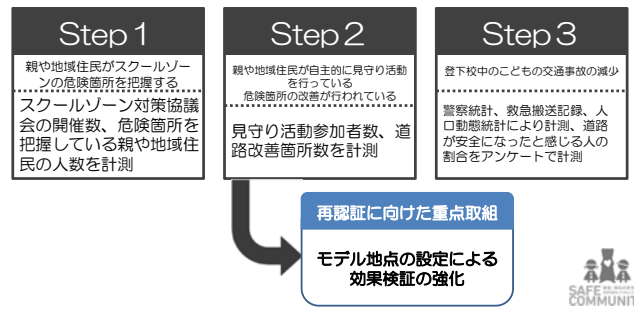 Step 1
親や地域住民がスクールゾー
ンの危険箇所を把握する
スクールゾーン対策協議
会の開催数、危険箇所を
把握している親や地域住
民の人数を計測
Step 2
親や地域住民が自主的に見守り活動
を行っている
危険箇所の改善が行われている
見守り活動参加者数、道
路改善箇所数を計測
Step 3
登下校中のこどもの交通事故の減少
警察統計、救急搬送記録、人
口動態統計により計測、道路
が安全になったと感じる人の
割合をアンケートで計測
再認証に向けた重点取組
モデル地点の設定による
効果検証の強化
SAFE
COMMUNIT